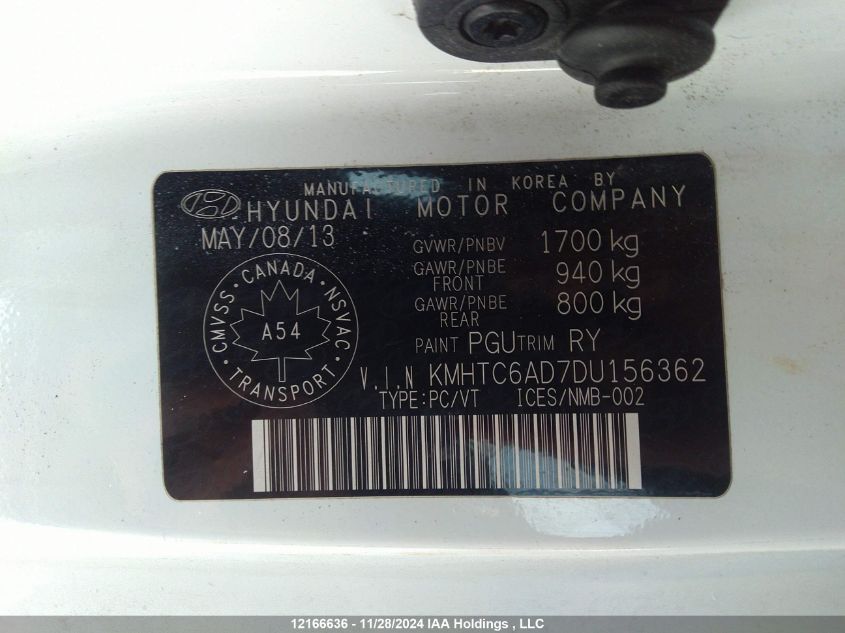 MANUFACTURED IN KOREA BY
HYUNDAI MOTOR COMPANY
MAY/08/13
GVWR/PNBV 1700 kg
GAWR/PNBE FRONT 940 kg
GAWR/PNBE REAR 800 kg
CMVSS · CANADA · NSVAC
A54
TRANSPORT
PAINT PGU TRIM RY
V.I.N KMHTC6AD7DU156362
TYPE:PC/VT ICES/NMB-002
12166636 - 11/28/2024 IAA Holdings , LLC